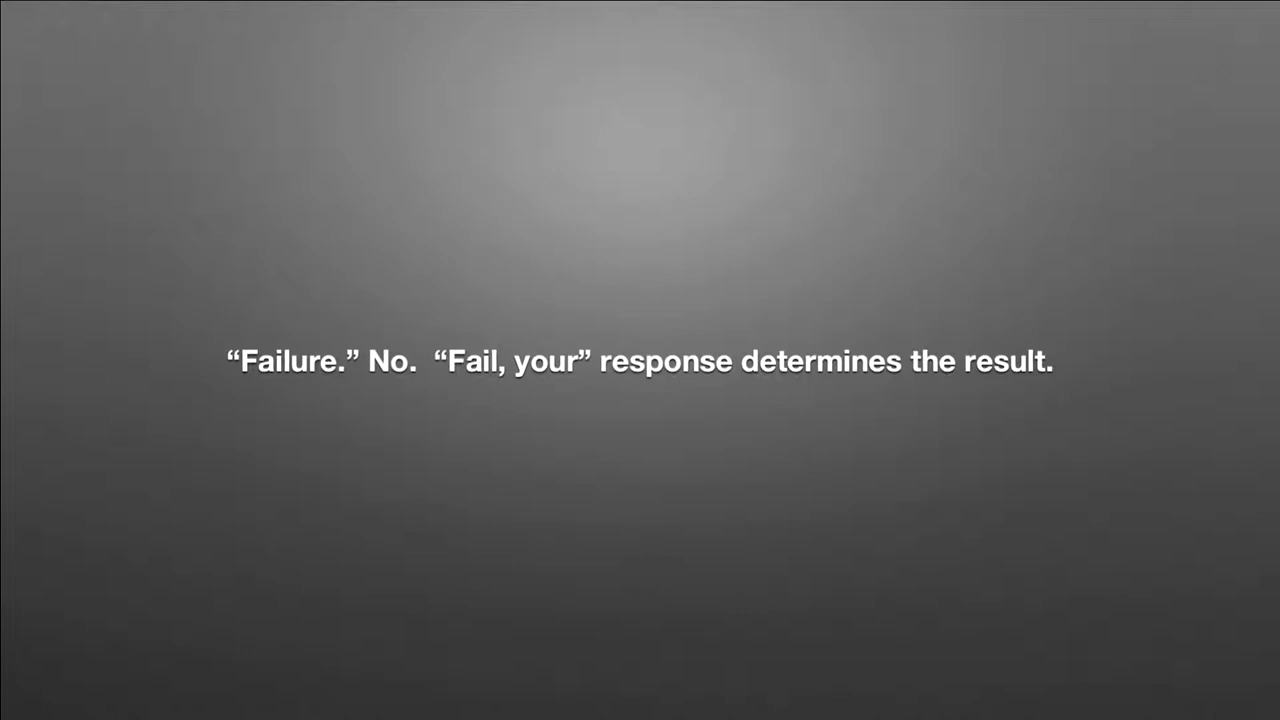 “Failure.” No.  “Fail, your” response determines the result.